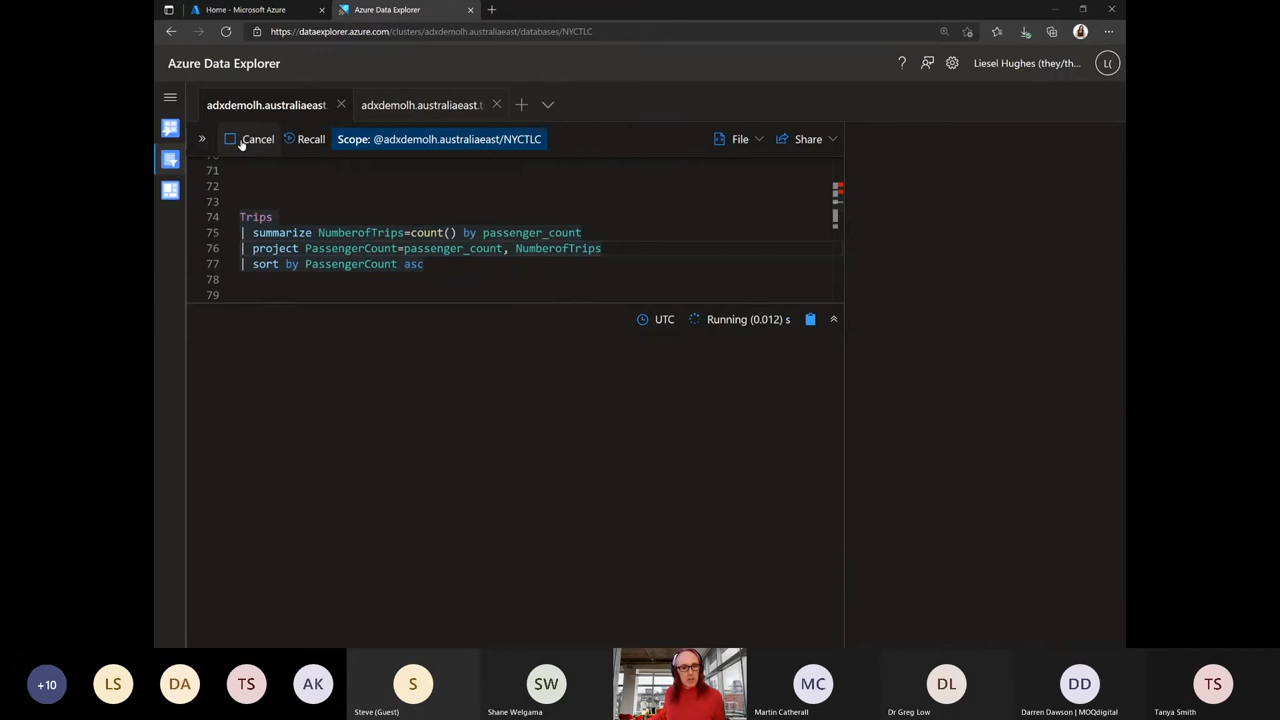 Home - Microsoft Azure
Azure Data Explorer
https://dataexplorer.azure.com/clusters/adxdemolh.australiaeast/databases/NYCTLC
Azure Data Explorer
Liesel Hughes (they/th...
L(
adxdemolh.australiaeast.
adxdemolh.australiaeast.
Cancel
Recall
Scope: @adxdemolh.australiaeast/NYCTLC
File
Share
71
72
73
74 Trips
75 | summarize NumberofTrips=count() by passenger_count
76 | project PassengerCount=passenger_count, NumberofTrips
77 | sort by PassengerCount asc
78
79
UTC
Running (0.012) s
+10
LS
DA
TS
AK
S
SW
MC
DL
DD
TS
Steve (Guest)
Shane Welgama
Martin Catherall
Dr Greg Low
Darren Dawson | MOQdigital
Tanya Smith